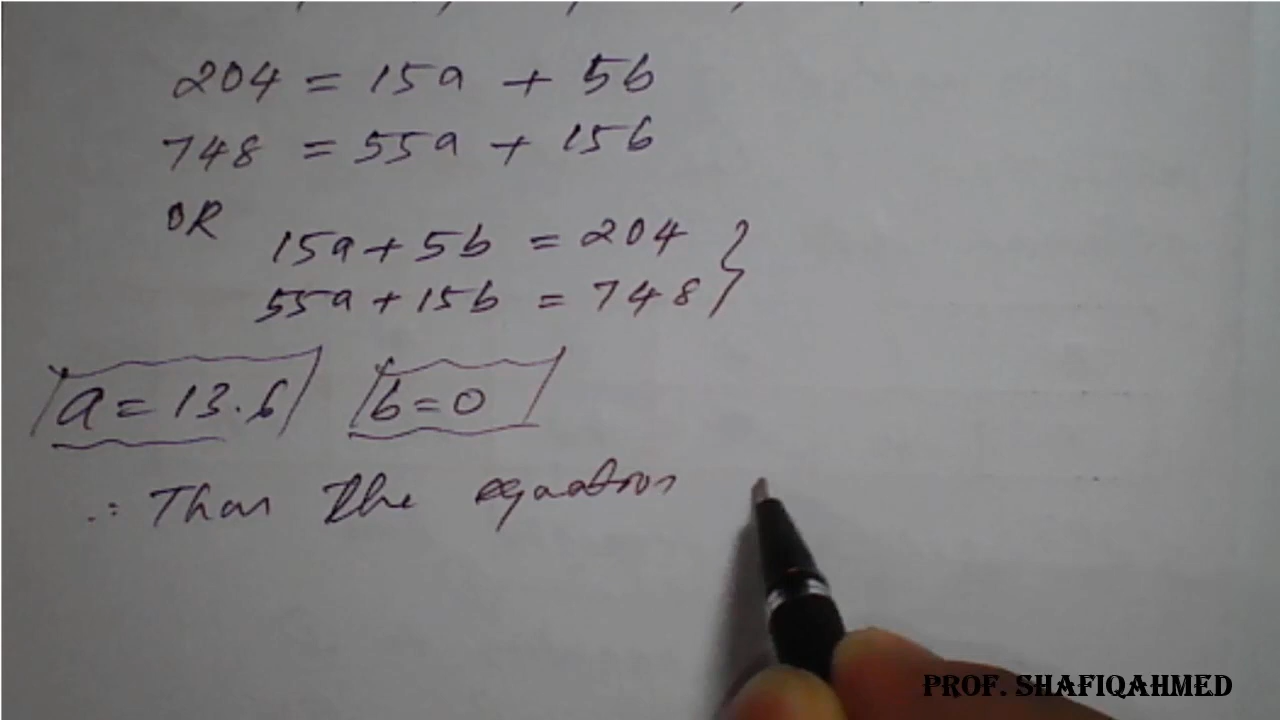 204 = 15a + 5b
748 = 55a + 15b
OR
15a + 5b = 204
55a + 15b = 748 }
a = 13.6 b = 0
∴ Than the equation
PROF. SHAFIQAHMED